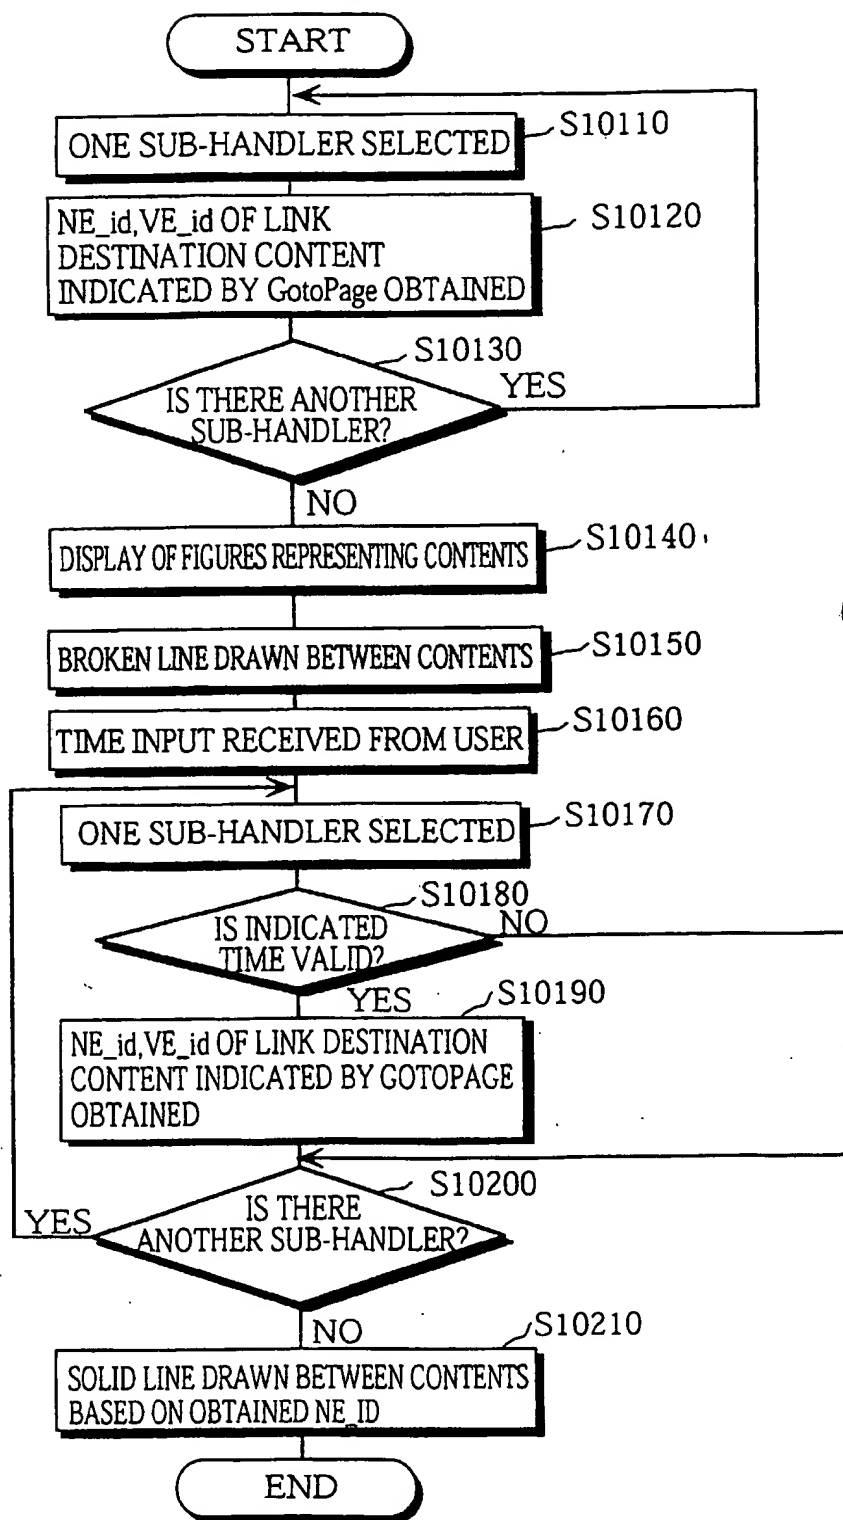 START
ONE SUB-HANDLER SELECTED
S10110
NE_id,VE_id OF LINK
DESTINATION CONTENT
INDICATED BY GotoPage OBTAINED
S10120
S10130
IS THERE ANOTHER
SUB-HANDLER?
YES
NO
DISPLAY OF FIGURES REPRESENTING CONTENTS
S10140
BROKEN LINE DRAWN BETWEEN CONTENTS
S10150
TIME INPUT RECEIVED FROM USER
S10160
ONE SUB-HANDLER SELECTED
S10170
S10180
IS INDICATED
TIME VALID?
NO
YES
S10190
NE_id,VE_id OF LINK DESTINATION
CONTENT INDICATED BY GOTOPAGE
OBTAINED
S10200
IS THERE
ANOTHER SUB-HANDLER?
YES
NO
S10210
SOLID LINE DRAWN BETWEEN CONTENTS
BASED ON OBTAINED NE_ID
END